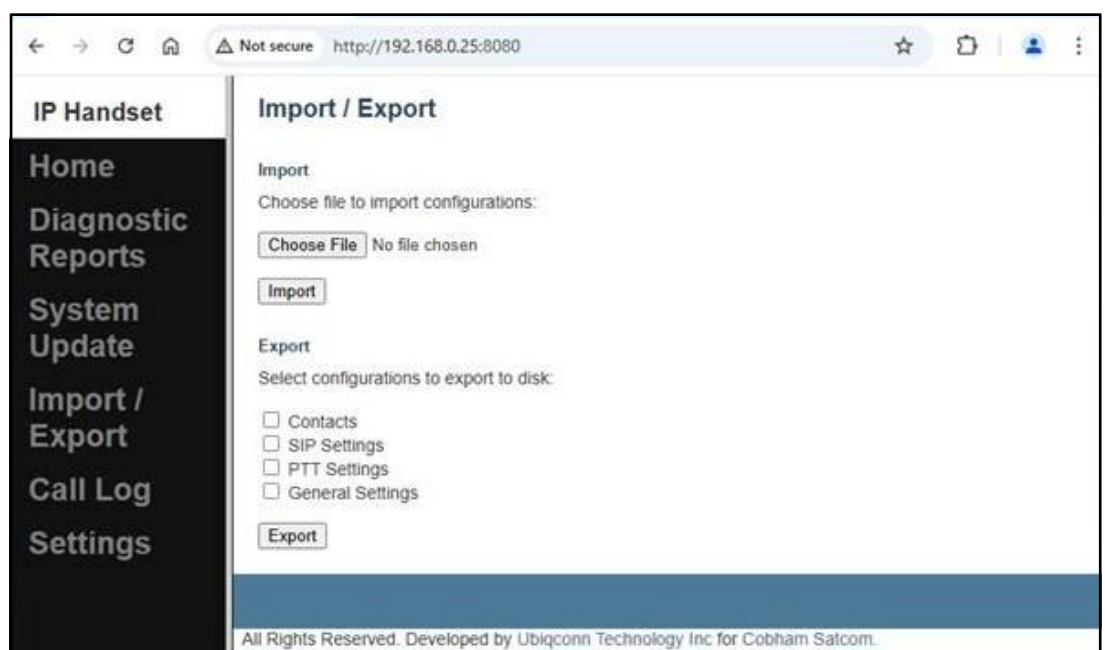 Not secure http://192.168.0.25:8080
IP Handset
Home
Diagnostic
Reports
System
Update
Import /
Export
Call Log
Settings
Import / Export
Import
Choose file to import configurations:
Choose File No file chosen
Import
Export
Select configurations to export to disk:
Contacts
SIP Settings
PTT Settings
General Settings
Export
All Rights Reserved. Developed by Ubiqconn Technology Inc for Cobham Satcom.